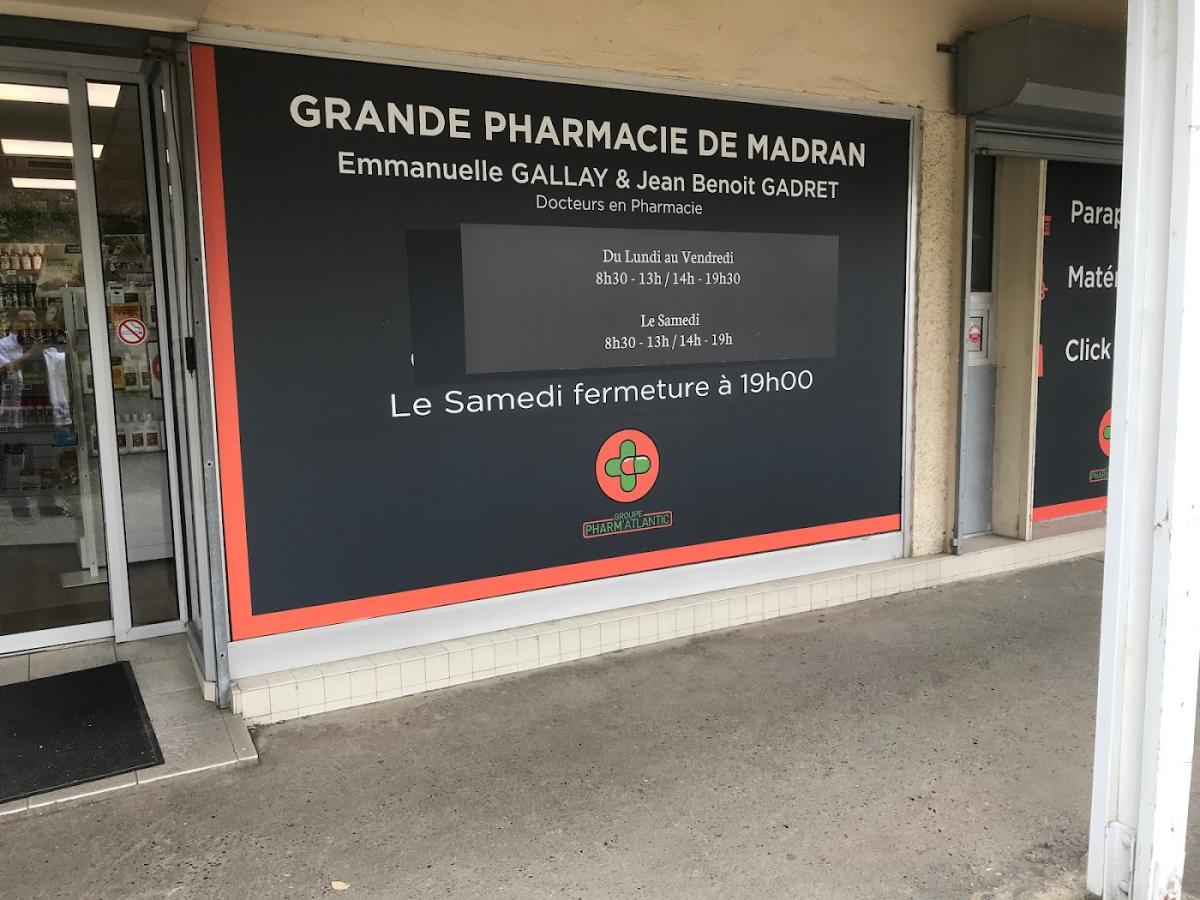 GRANDE PHARMACIE DE MADRAN
Emmanuelle GALLAY & Jean Benoit GADRET
Docteurs en Pharmacie
Du Lundi au Vendredi
8h30 - 13h / 14h - 19h30
Le Samedi
8h30 - 13h / 14h - 19h
Le Samedi fermeture à 19h00
GROUPE
PHARM'ATLANTIC
Parap
Matér
Click
PHARM